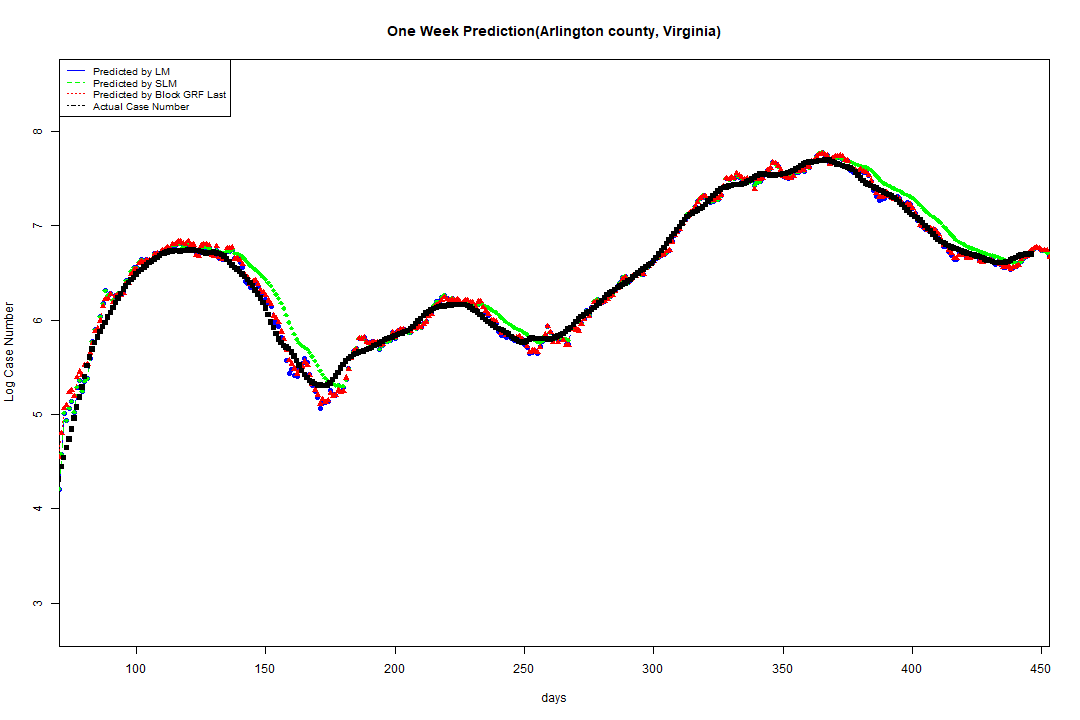 One Week Prediction(Arlington county, Virginia)
Predicted by LM
Predicted by SLM
Predicted by Block GRF Last
Actual Case Number
8
7
6
5
4
3
Log Case Number
100 150 200 250 300 350 400 450
days